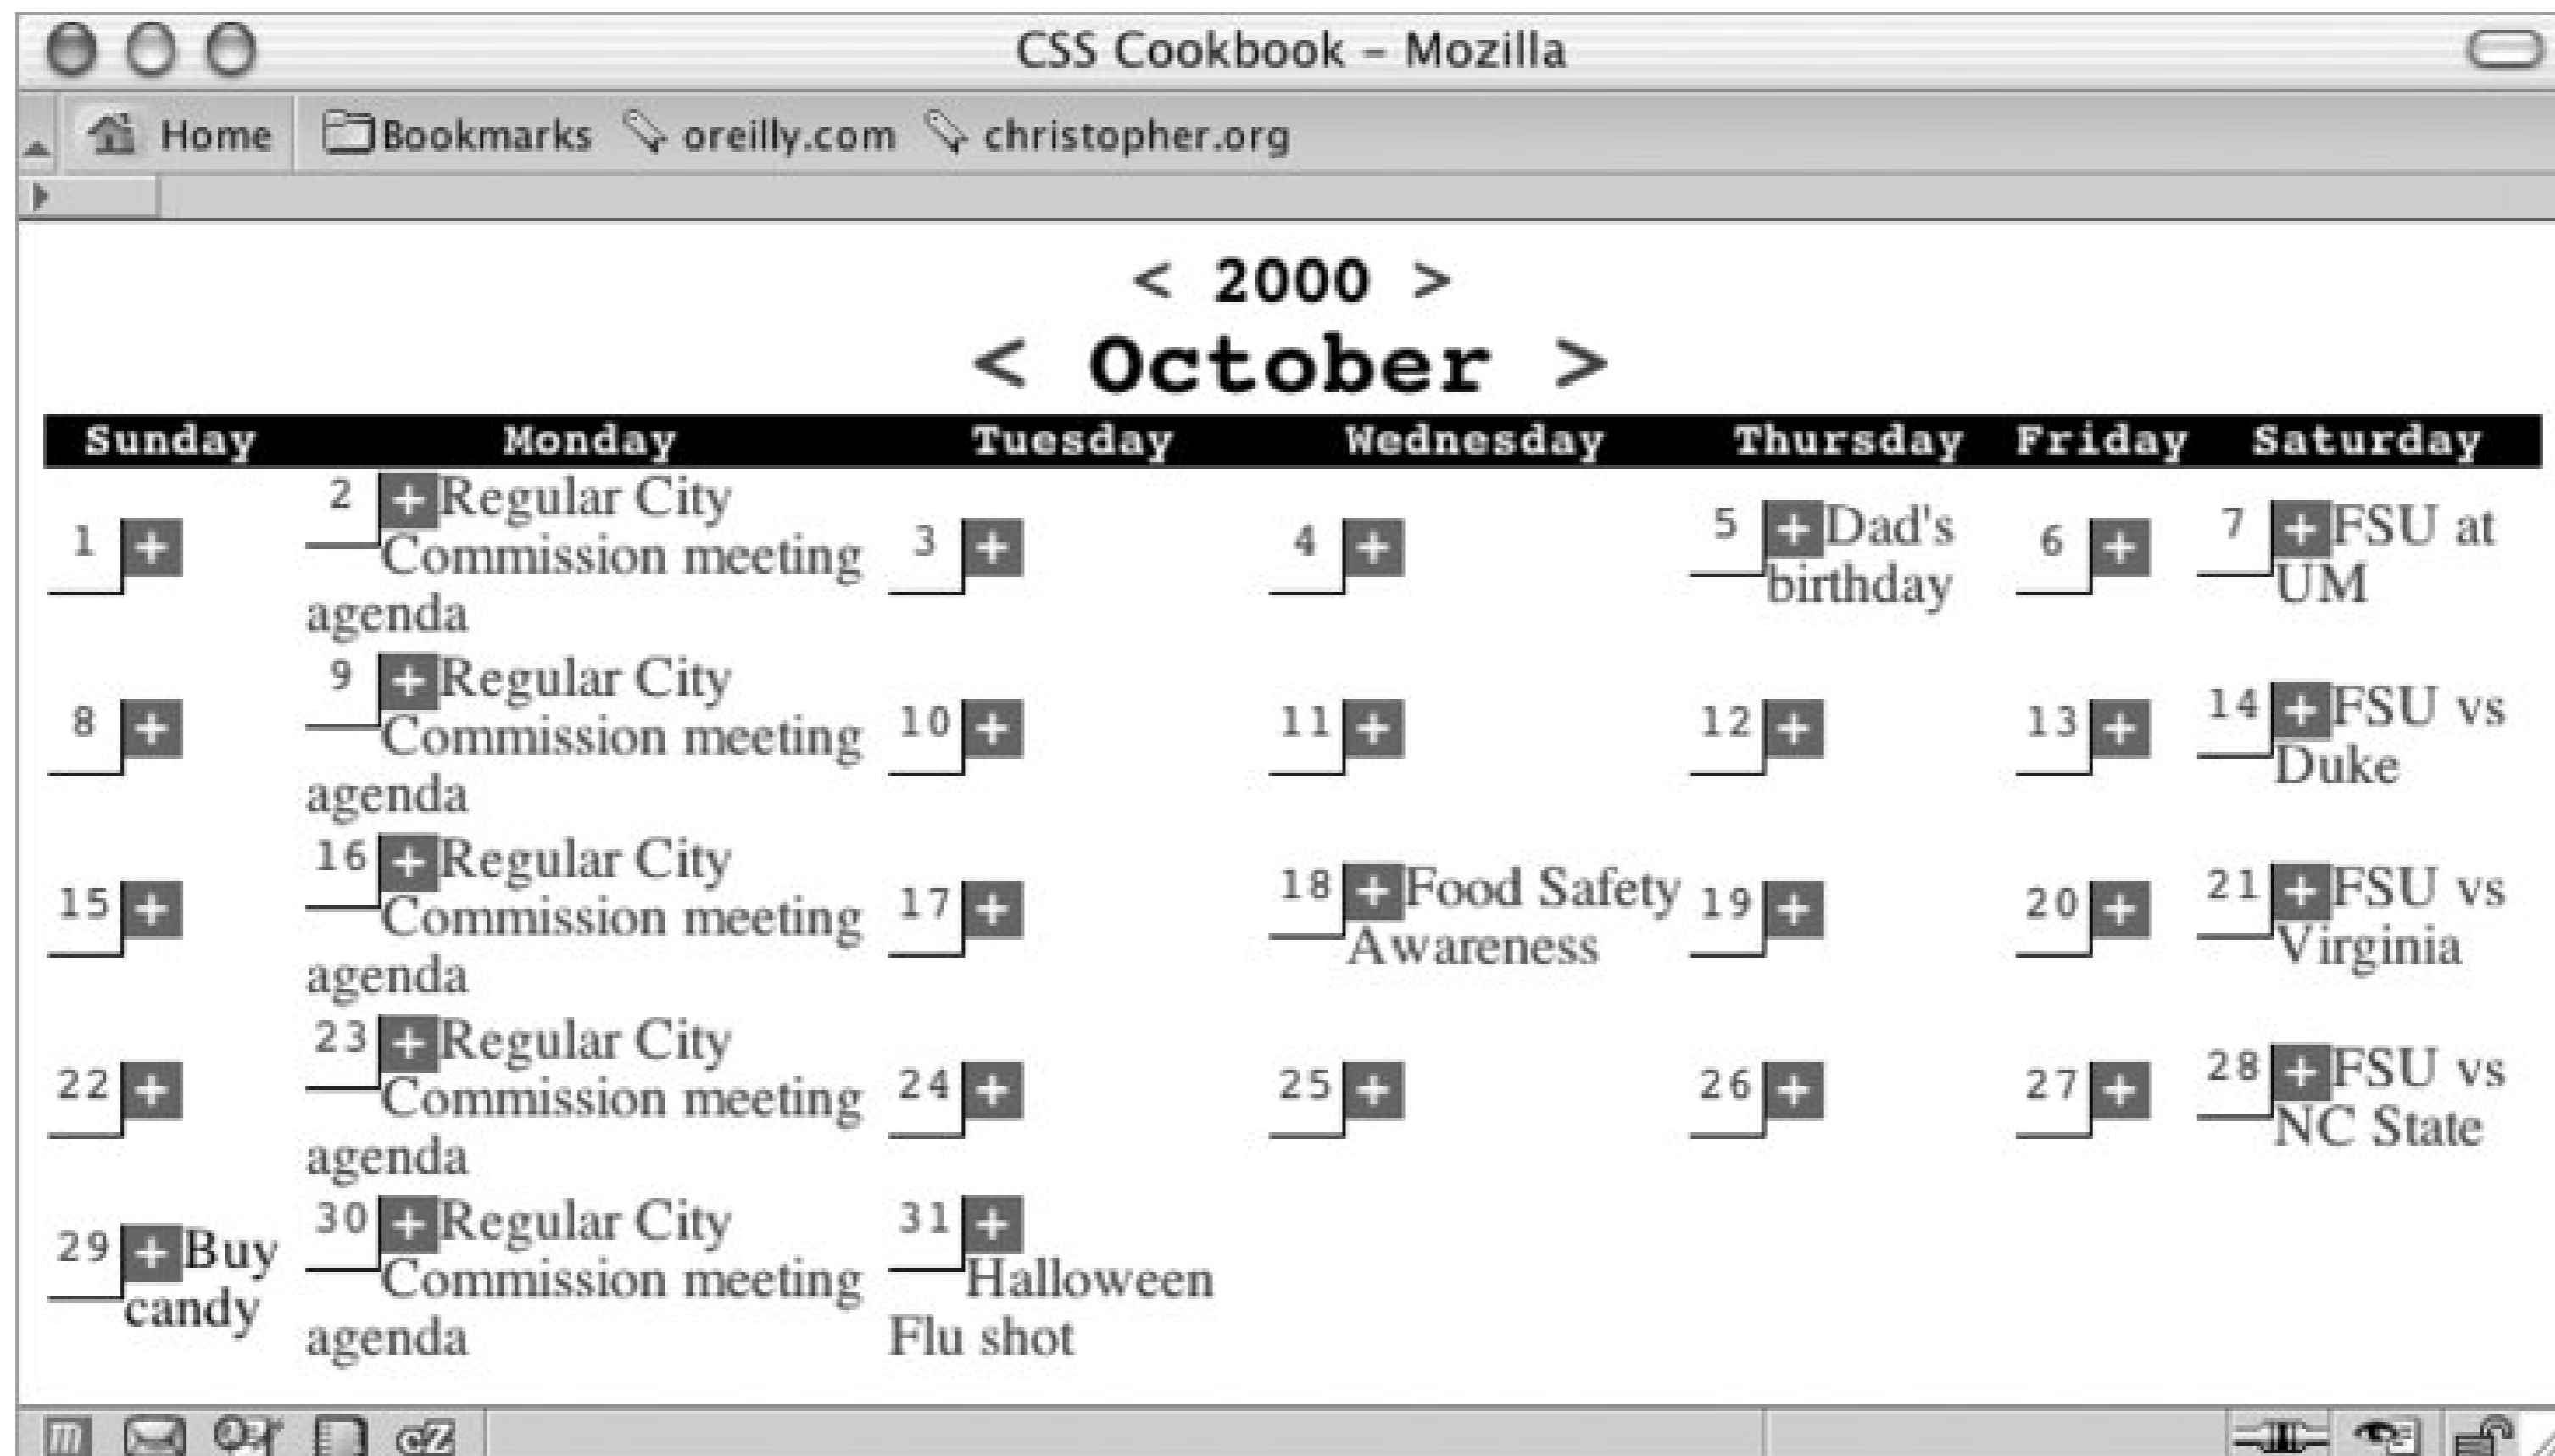 CSS Cookbook – Mozilla
Home Bookmarks oreilly.com christopher.org
< 2000 >
< October >
Sunday Monday Tuesday Wednesday Thursday Friday Saturday
1 +
2 + Regular City
Commission meeting
agenda
3 +
4 +
5 + Dad's
birthday
6 +
7 + FSU at
UM
8 +
9 + Regular City
Commission meeting
agenda
10 +
11 +
12 +
13 +
14 + FSU vs
Duke
15 +
16 + Regular City
Commission meeting
agenda
17 +
18 + Food Safety
Awareness
19 +
20 +
21 + FSU vs
Virginia
22 +
23 + Regular City
Commission meeting
agenda
24 +
25 +
26 +
27 +
28 + FSU vs
NC State
29 + Buy
candy
30 + Regular City
Commission meeting
agenda
31 +
Halloween
Flu shot